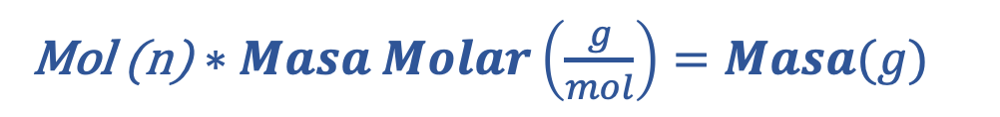 Mol (n) * Masa Molar (g/mol) = Masa(g)